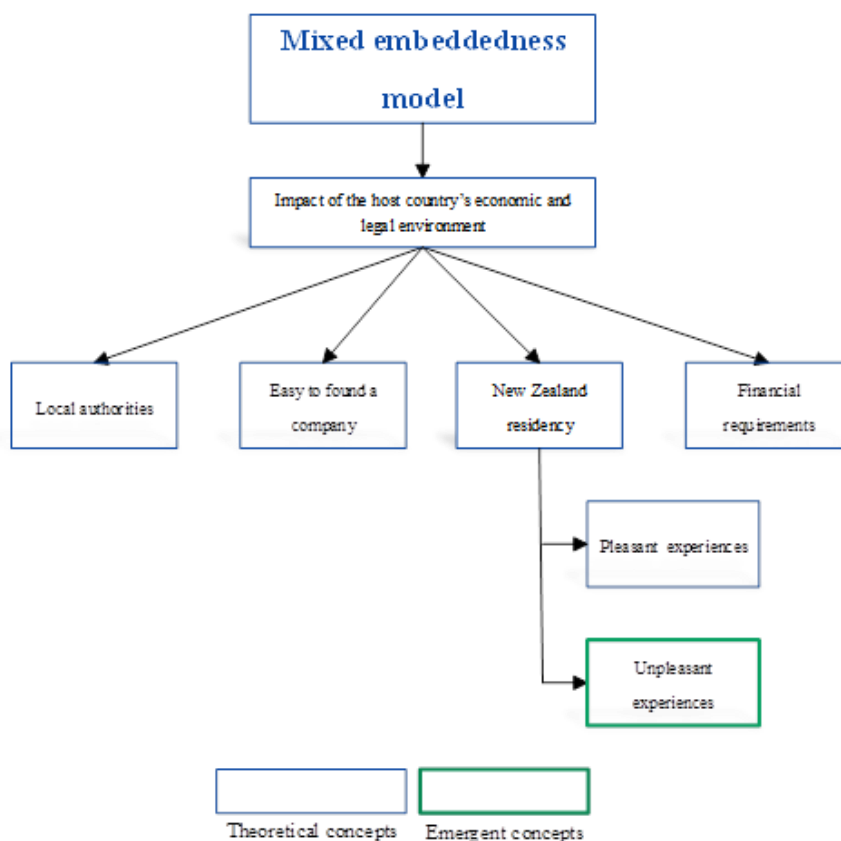 Mixed embeddedness
model
Impact of the host country's economic and
legal environment
Local authorities
Easy to found a
company
New Zealand
residency
Financial
requirements
Pleasant experiences
Unpleasant
experiences
Theoretical concepts
Emergent concepts